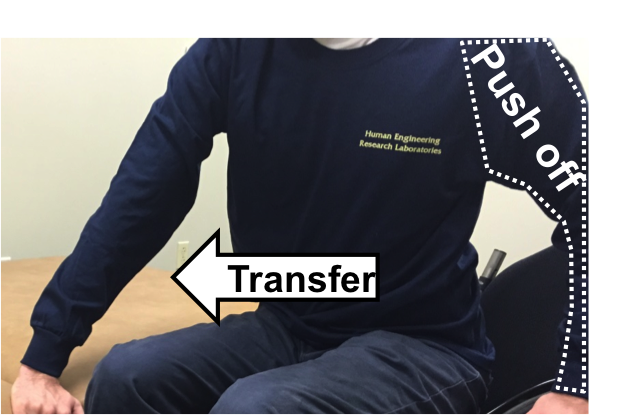 Push off
Human Engineering
Research Laboratories
Transfer